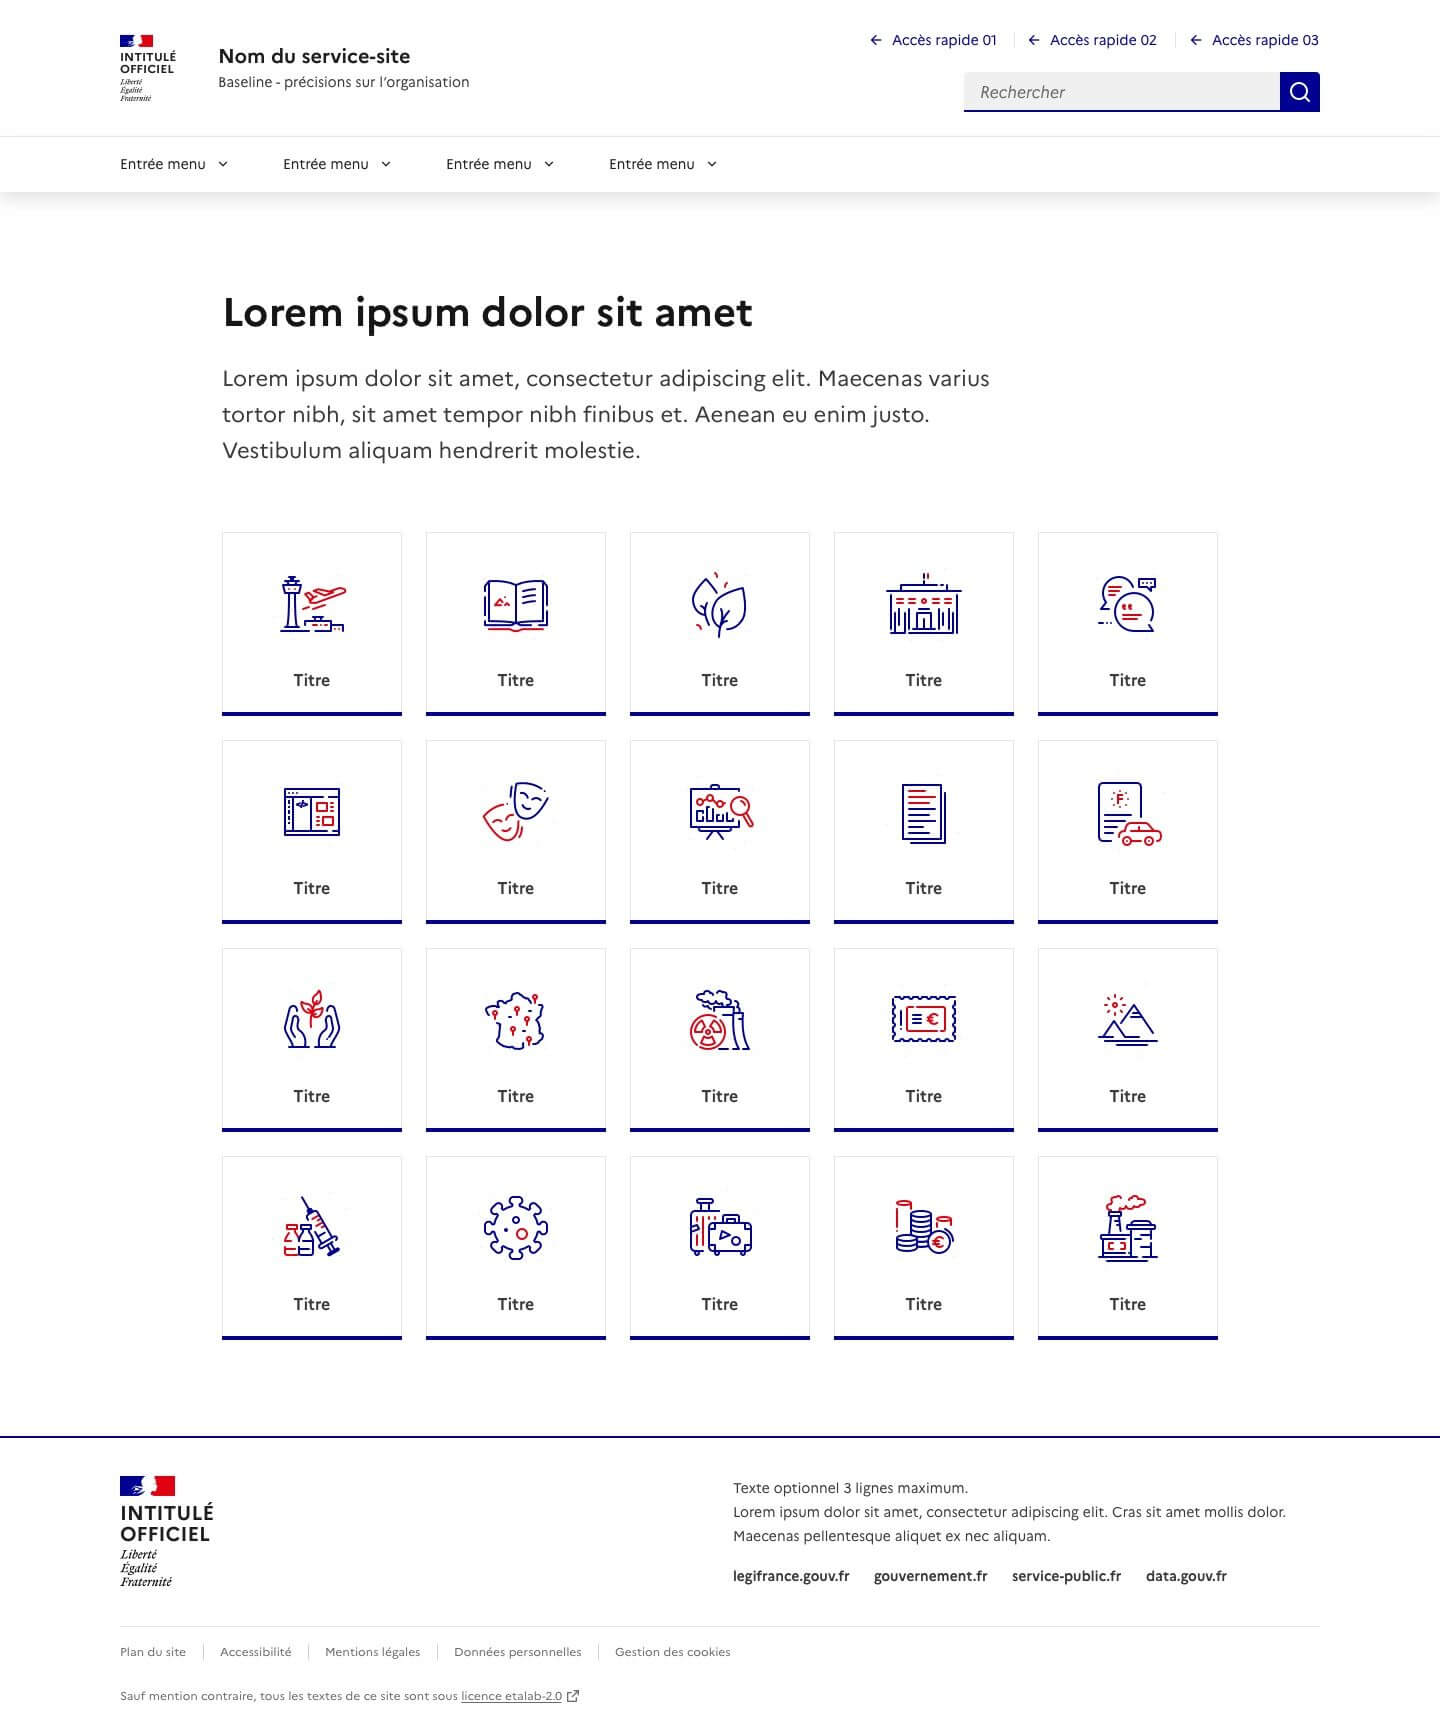 INTITULÉ
OFFICIEL
Liberté
Égalité
Fraternité
Nom du service-site
Baseline - précisions sur l'organisation
Accès rapide 01
Accès rapide 02
Accès rapide 03
Rechercher
Entrée menu
Entrée menu
Entrée menu
Entrée menu
Lorem ipsum dolor sit amet
Lorem ipsum dolor sit amet, consectetur adipiscing elit. Maecenas varius
tortor nibh, sit amet tempor nibh finibus et. Aenean eu enim justo.
Vestibulum aliquam hendrerit molestie.
Titre
Titre
Titre
Titre
Titre
F
Titre
Titre
Titre
Titre
Titre
€
Titre
Titre
Titre
Titre
Titre
€
Titre
Titre
Titre
Titre
Titre
INTITULÉ
OFFICIEL
Liberté
Égalité
Fraternité
Texte optionnel 3 lignes maximum.
Lorem ipsum dolor sit amet, consectetur adipiscing elit. Cras sit amet mollis dolor.
Maecenas pellentesque aliquet ex nec aliquam.
legifrance.gouv.fr gouvernement.fr service-public.fr data.gouv.fr
Plan du site
Accessibilité
Mentions légales
Données personnelles
Gestion des cookies
Sauf mention contraire, tous les textes de ce site sont sous licence etalab-2.0